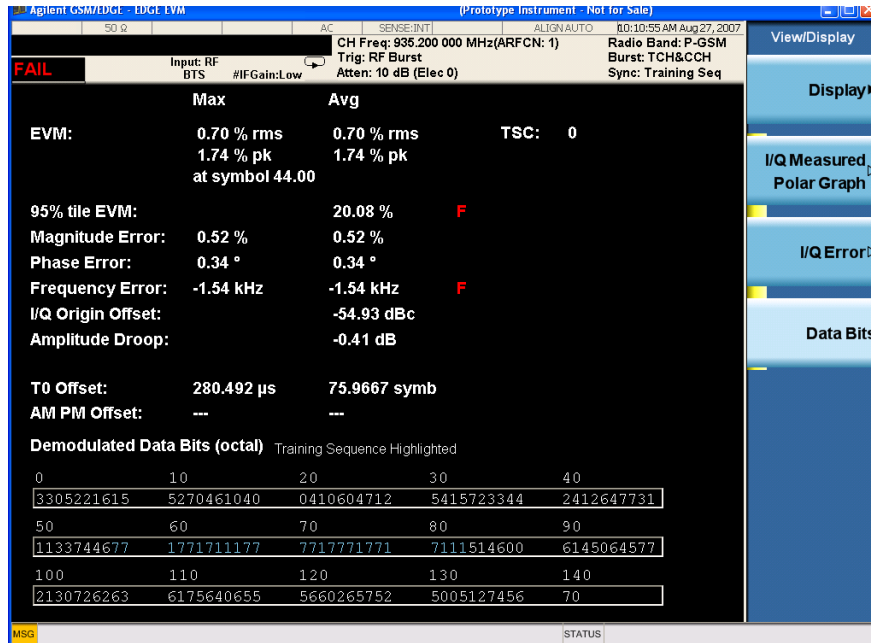 Agilent GSM/EDGE - EDGE EVM (Prototype Instrument - Not for Sale)
50 Ω AC SENSE:INT ALIGNAUTO 10:10:55 AM Aug 27, 2007
CH Freq: 935.200 000 MHz(ARFCN: 1) Radio Band: P-GSM
Input: RF Trig: RF Burst Burst: TCH&CCH
FAIL BTS #IFGain:Low Atten: 10 dB (Elec 0) Sync: Training Seq
View/Display
Display
I/Q Measured
Polar Graph
I/Q Error
Data Bits
Max Avg
EVM: 0.70 % rms 0.70 % rms TSC: 0
1.74 % pk 1.74 % pk
at symbol 44.00
95% tile EVM: 20.08 % F
Magnitude Error: 0.52 % 0.52 %
Phase Error: 0.34 ° 0.34 °
Frequency Error: -1.54 kHz -1.54 kHz F
I/Q Origin Offset: -54.93 dBc
Amplitude Droop: -0.41 dB
T0 Offset: 280.492 µs 75.9667 symb
AM PM Offset: --- ---
Demodulated Data Bits (octal) Training Sequence Highlighted
0 10 20 30 40
3305221615 5270461040 0410604712 5415723344 2412647731
50 60 70 80 90
1133744677 1771711177 7717771771 7111514600 6145064577
100 110 120 130 140
2130726263 6175640655 5660265752 5005127456 70
MSG STATUS